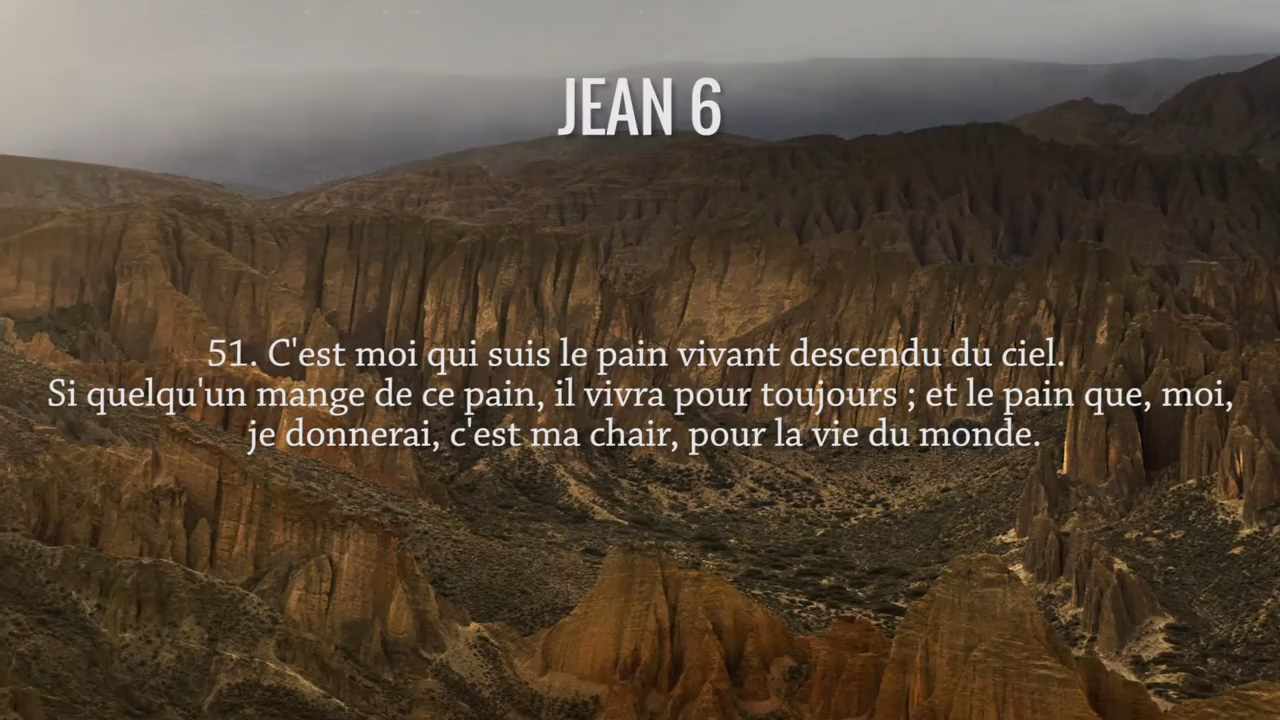 JEAN 6
51. C'est moi qui suis le pain vivant descendu du ciel.
Si quelqu'un mange de ce pain, il vivra pour toujours ; et le pain que, moi,
je donnerai, c'est ma chair, pour la vie du monde.